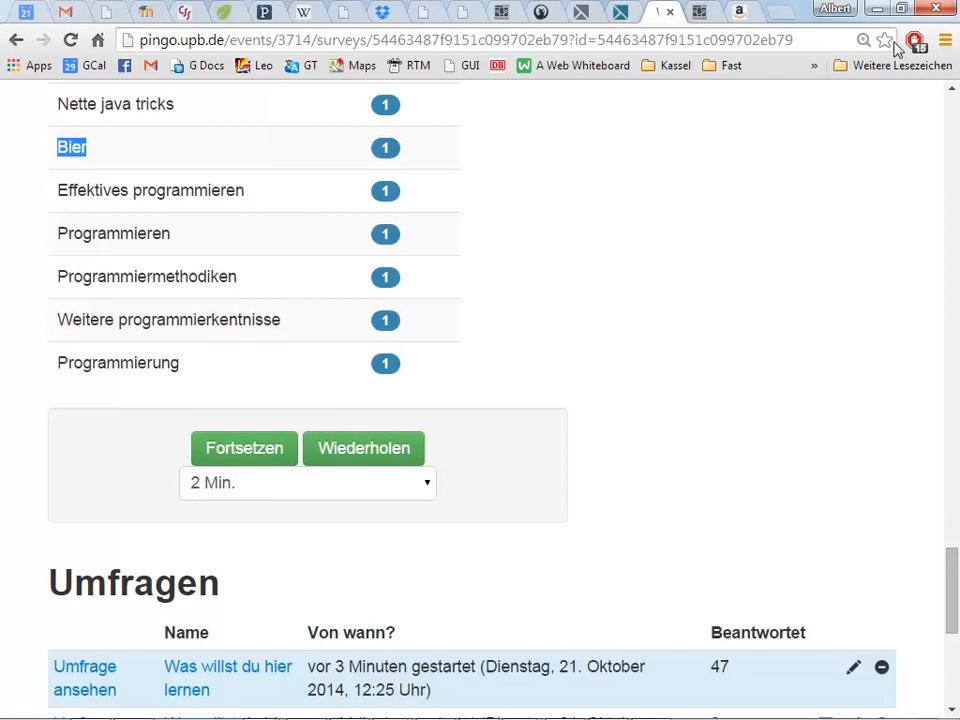 Albert
pingo.upb.de/events/3714/surveys/54463487f9151c099702eb79?id=54463487f9151c099702eb79
15
Apps 29 GCal G Docs Leo GT Maps RTM GUI DB W A Web Whiteboard Kassel Fast » Weitere Lesezeichen
Nette java tricks 1
Bier 1
Effektives programmieren 1
Programmieren 1
Programmiermethodiken 1
Weitere programmierkentnisse 1
Programmierung 1
Fortsetzen Wiederholen
2 Min.
Umfragen
Name Von wann? Beantwortet
Umfrage Was willst du hier vor 3 Minuten gestartet (Dienstag, 21. Oktober 47
ansehen lernen 2014, 12:25 Uhr)